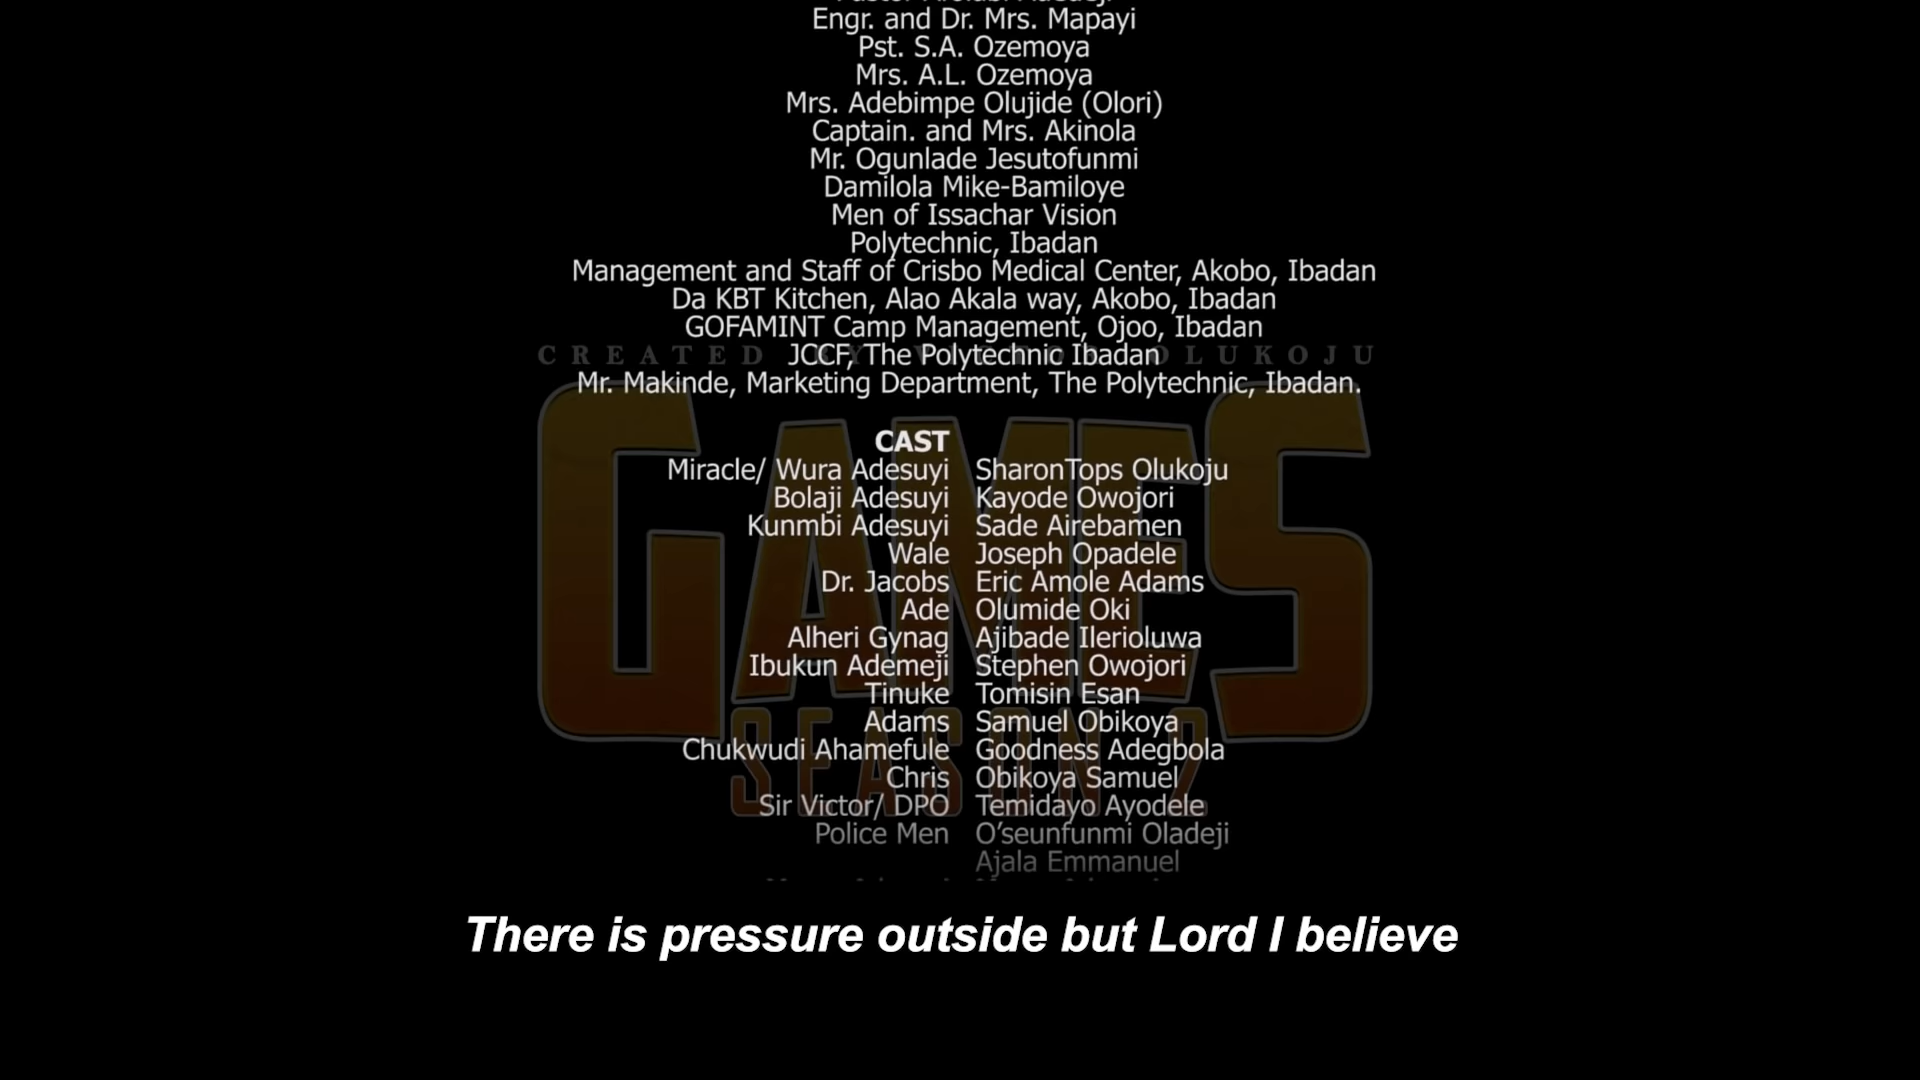 Engr. and Dr. Mrs. Mapayi
Pst. S.A. Ozemoya
Mrs. A.L. Ozemoya
Mrs. Adebimpe Olujide (Olori)
Captain. and Mrs. Akinola
Mr. Ogunlade Jesutofunmi
Damilola Mike-Bamiloye
Men of Issachar Vision
Polytechnic, Ibadan
Management and Staff of Crisbo Medical Center, Akobo, Ibadan
Da KBT Kitchen, Alao Akala way, Akobo, Ibadan
GOFAMINT Camp Management, Ojoo, Ibadan
JCCF, The Polytechnic Ibadan
Mr. Makinde, Marketing Department, The Polytechnic, Ibadan.
CREATED OLUKOJU
GAMES
SEASON 2
CAST
Miracle/ Wura Adesuyi SharonTops Olukoju
Bolaji Adesuyi Kayode Owojori
Kunmbi Adesuyi Sade Airebamen
Wale Joseph Opadele
Dr. Jacobs Eric Amole Adams
Ade Olumide Oki
Alheri Gynag Ajibade Ilerioluwa
Ibukun Ademeji Stephen Owojori
Tinuke Tomisin Esan
Adams Samuel Obikoya
Chukwudi Ahamefule Goodness Adegbola
Chris Obikoya Samuel
Sir Victor/ DPO Temidayo Ayodele
Police Men O’seunfunmi Oladeji
Ajala Emmanuel
There is pressure outside but Lord I believe